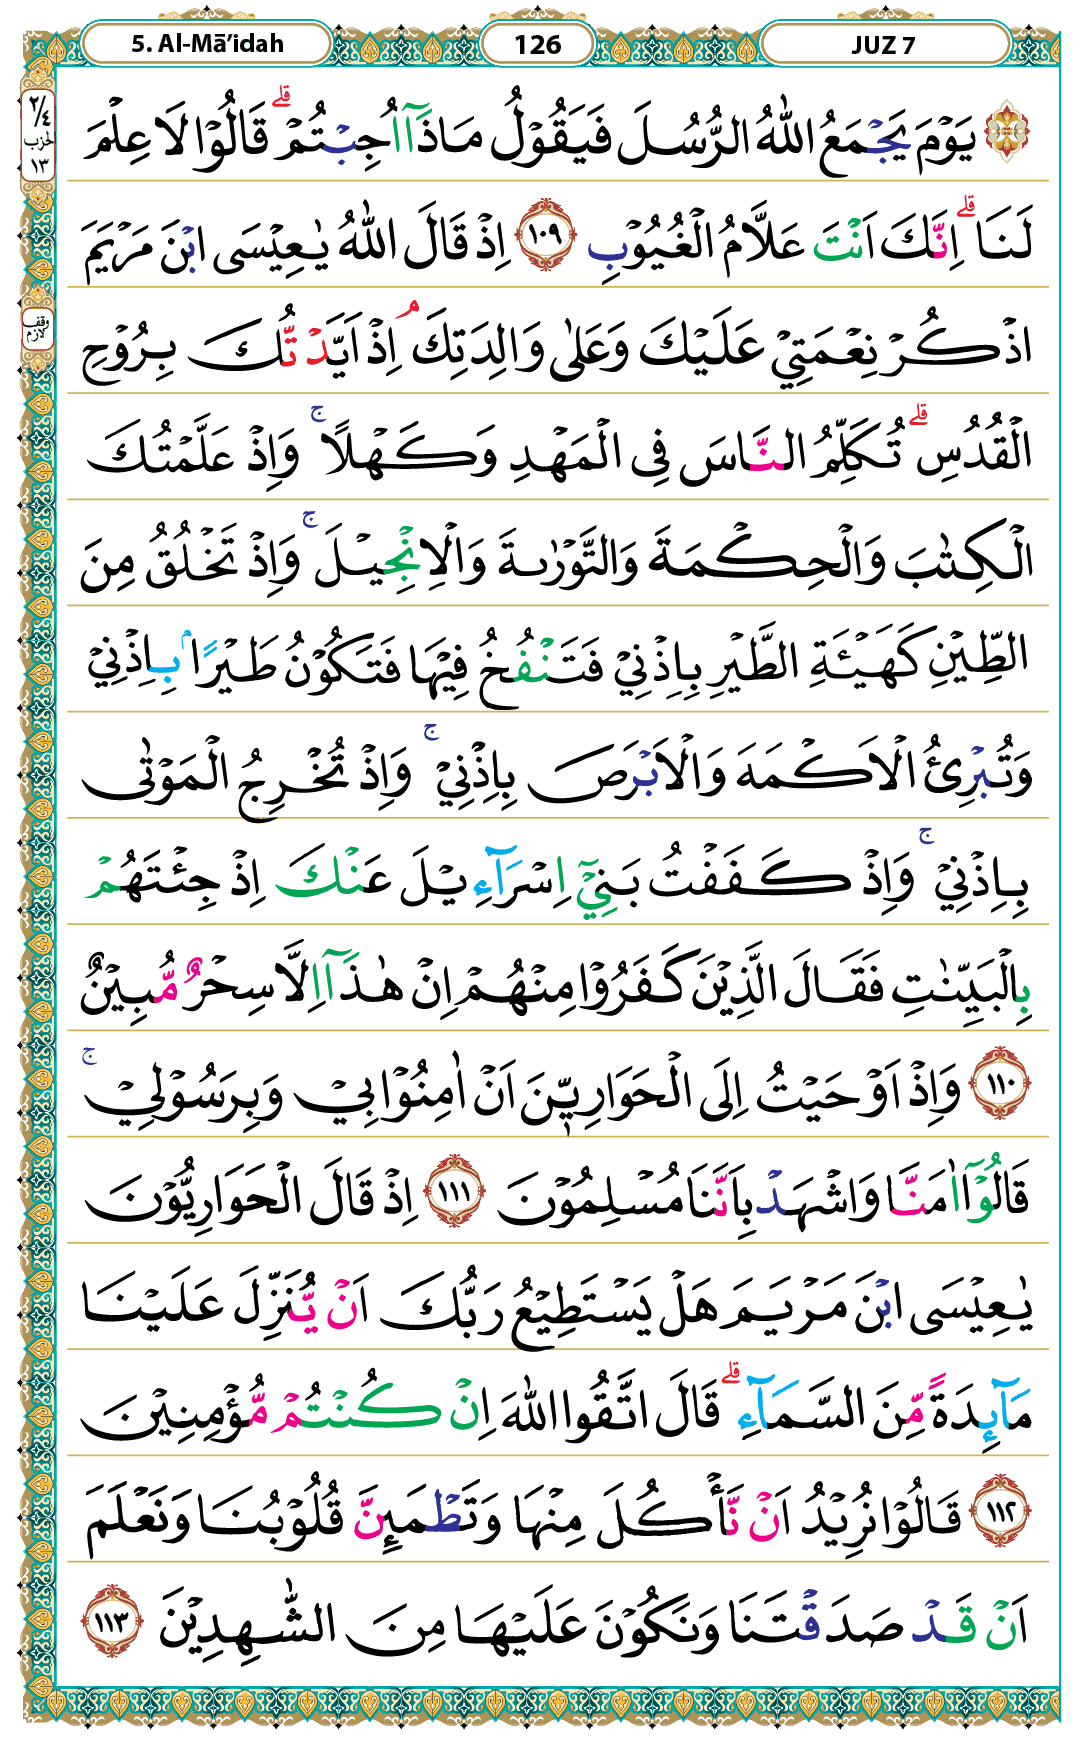 5. Al-Mā’idah
126
JUZ 7
٢/٤
الحزب
١٣
وقف لازم
يَوْمَ يَجْمَعُ اللّٰهُ الرُّسُلَ فَيَقُوْلُ مَاذَآ اُجِبْتُمْ ۗ قَالُوْا لَا عِلْمَ
لَنَا ۗ اِنَّكَ اَنْتَ عَلَّامُ الْغُيُوْبِ ١٠٩ اِذْ قَالَ اللّٰهُ يٰعِيْسَى ابْنَ مَرْيَمَ
اذْكُرْ نِعْمَتِيْ عَلَيْكَ وَعَلٰى وَالِدَتِكَ ۘ اِذْ اَيَّدْتُّكَ بِرُوْحِ
الْقُدُسِ ۗ تُكَلِّمُ النَّاسَ فِى الْمَهْدِ وَكَهْلًا ۚ وَاِذْ عَلَّمْتُكَ
الْكِتٰبَ وَالْحِكْمَةَ وَالتَّوْرٰىةَ وَالْاِنْجِيْلَ ۚ وَاِذْ تَخْلُقُ مِنَ
الطِّيْنِ كَهَيْـَٔةِ الطَّيْرِ بِاِذْنِيْ فَتَنْفُخُ فِيْهَا فَتَكُوْنُ طَيْرًاۢ بِاِذْنِيْ
وَتُبْرِئُ الْاَكْمَهَ وَالْاَبْرَصَ بِاِذْنِيْ ۚ وَاِذْ تُخْرِجُ الْمَوْتٰى
بِاِذْنِيْ ۚ وَاِذْ كَفَفْتُ بَنِيْٓ اِسْرَآءِيْلَ عَنْكَ اِذْ جِئْتَهُمْ
بِالْبَيِّنٰتِ فَقَالَ الَّذِيْنَ كَفَرُوْا مِنْهُمْ اِنْ هٰذَآ اِلَّا سِحْرٌ مُّبِيْنٌ
١١٠ وَاِذْ اَوْحَيْتُ اِلَى الْحَوَارِيّٖنَ اَنْ اٰمِنُوْا بِيْ وَبِرَسُوْلِيْ ۚ
قَالُوْٓا اٰمَنَّا وَاشْهَدْ بِاَنَّنَا مُسْلِمُوْنَ ١١١ اِذْ قَالَ الْحَوَارِيُّوْنَ
يٰعِيْسَى ابْنَ مَرْيَمَ هَلْ يَسْتَطِيْعُ رَبُّكَ اَنْ يُّنَزِّلَ عَلَيْنَا
مَآىِٕدَةً مِّنَ السَّمَآءِ ۗ قَالَ اتَّقُوا اللّٰهَ اِنْ كُنْتُمْ مُّؤْمِنِيْنَ
١١٢ قَالُوْا نُرِيْدُ اَنْ نَّأْكُلَ مِنْهَا وَتَطْمَىِٕنَّ قُلُوْبُنَا وَنَعْلَمَ
اَنْ قَدْ صَدَقْتَنَا وَنَكُوْنَ عَلَيْهَا مِنَ الشّٰهِدِيْنَ ١١٣